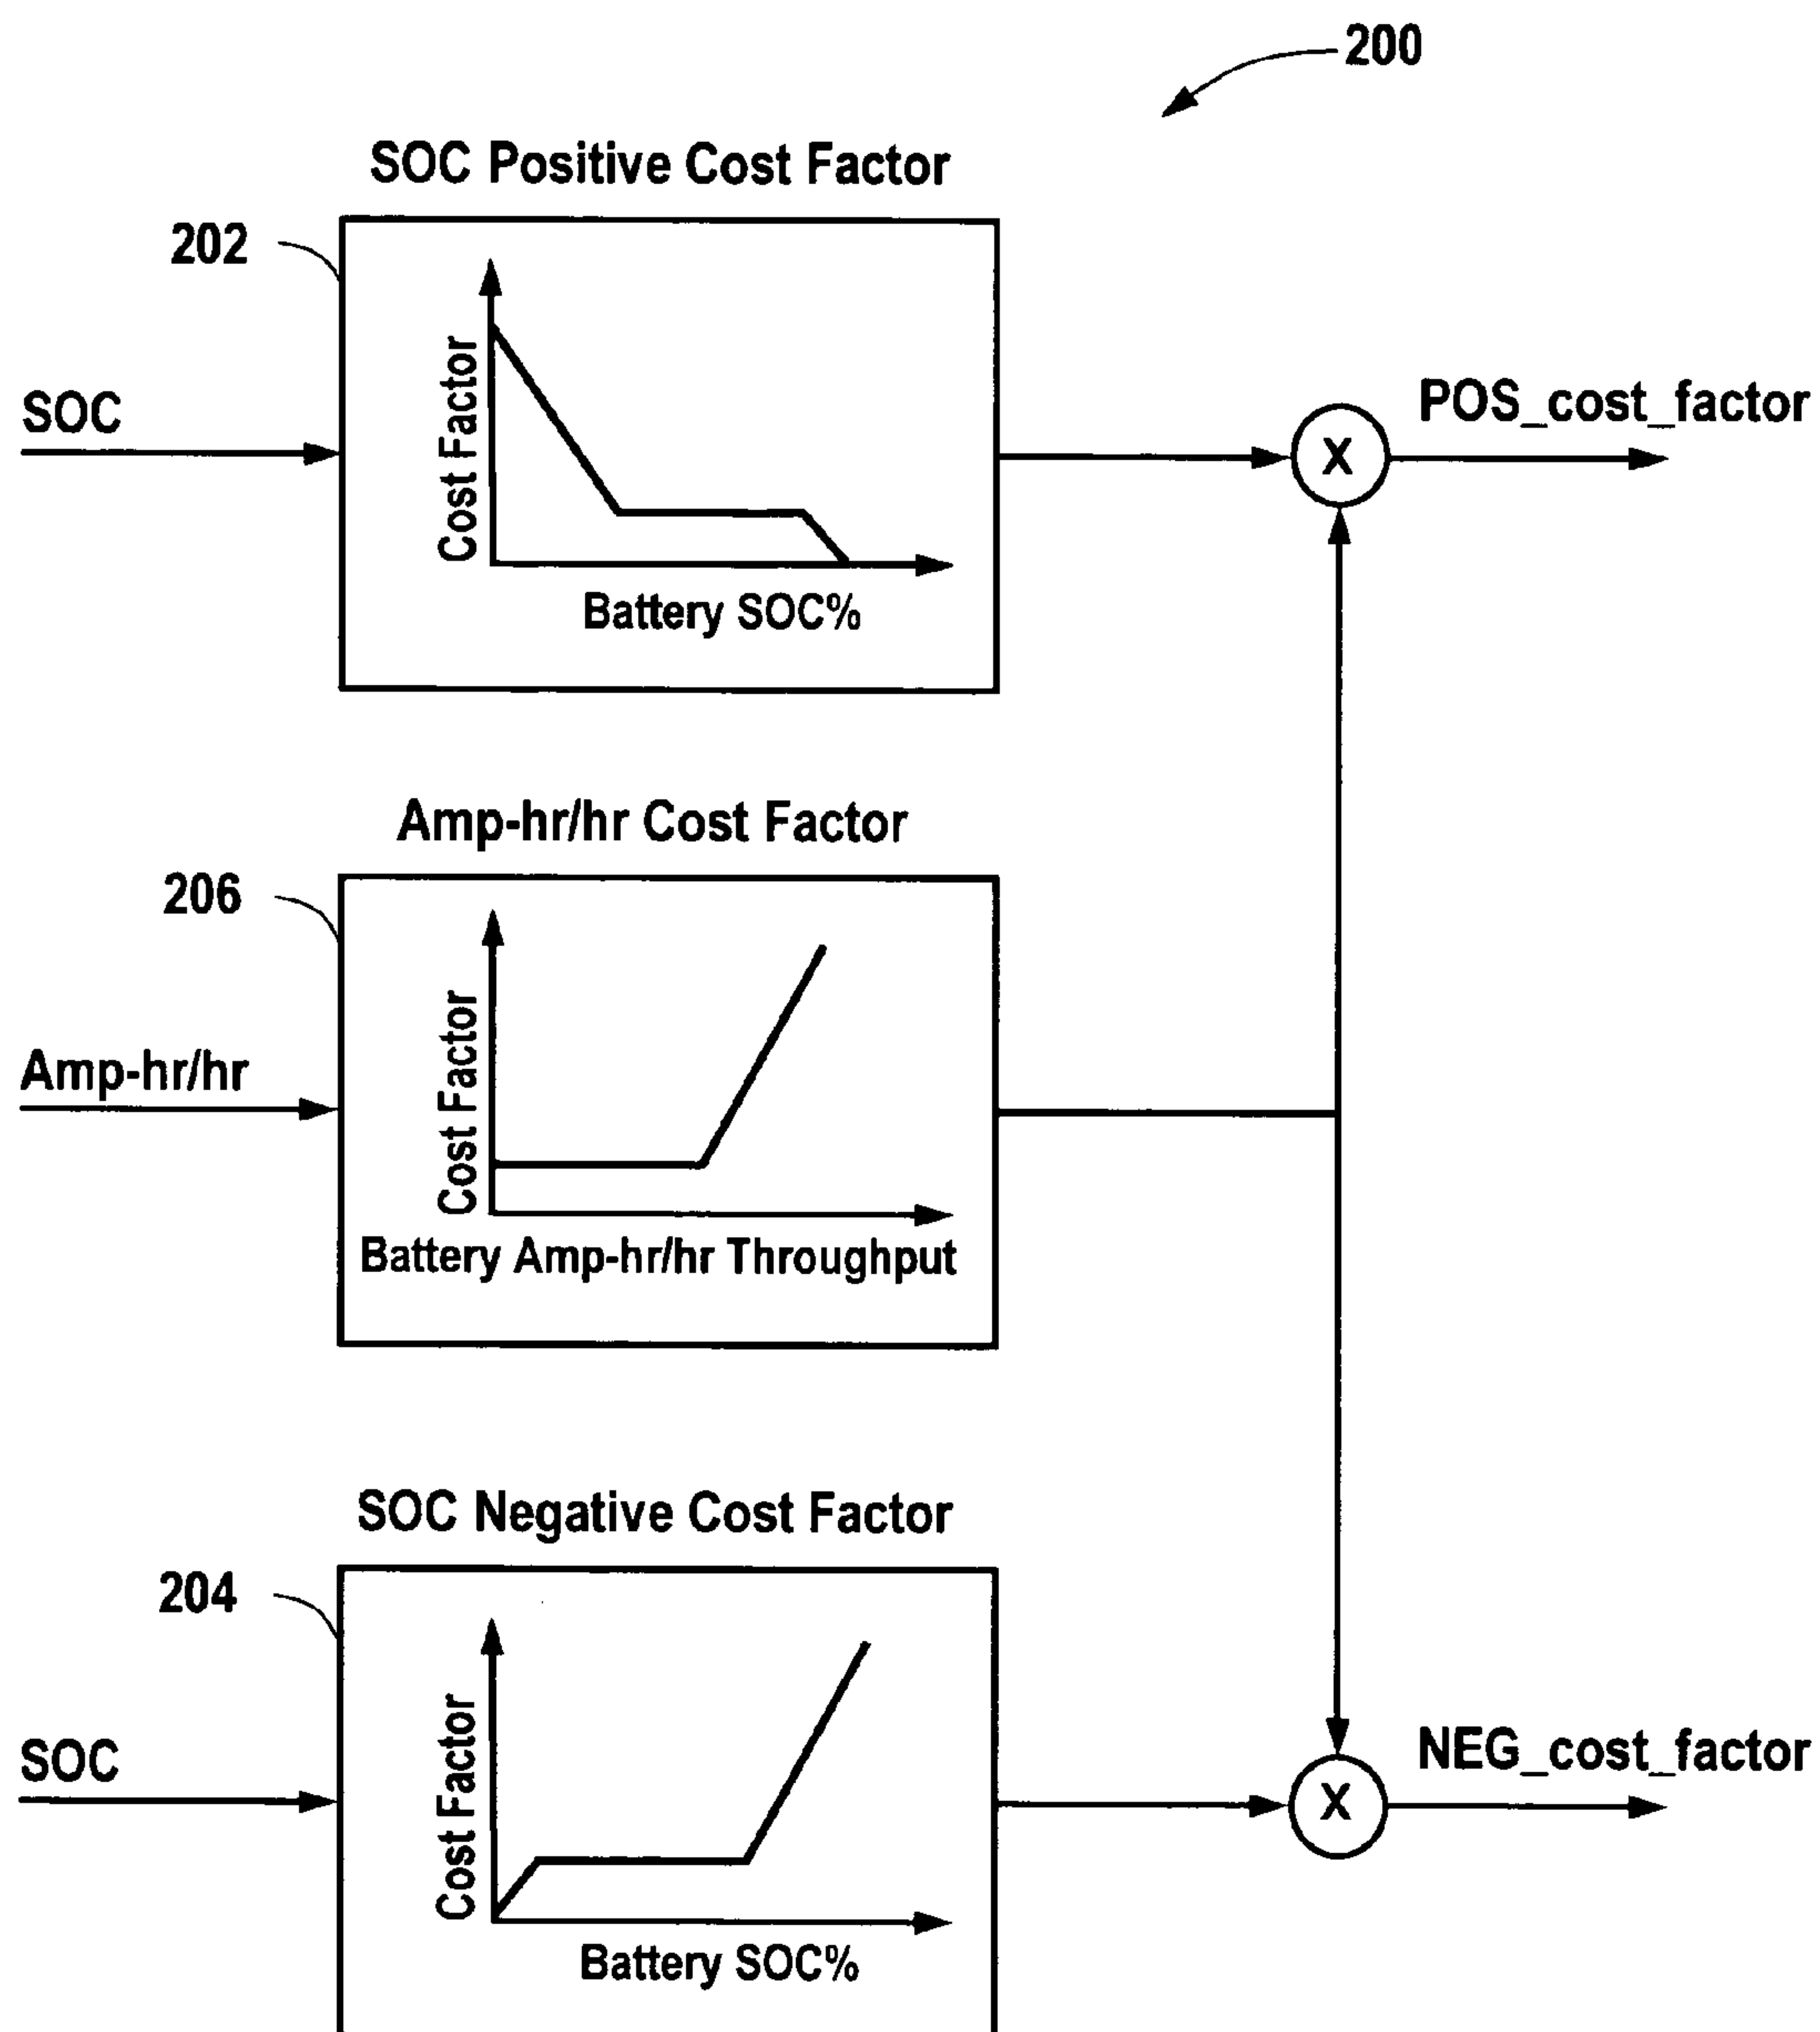 200
SOC Positive Cost Factor
202
SOC
Cost Factor
Battery SOC%
X
POS_cost_factor
Amp-hr/hr Cost Factor
206
Amp-hr/hr
Cost Factor
Battery Amp-hr/hr Throughput
SOC Negative Cost Factor
204
SOC
Cost Factor
Battery SOC%
X
NEG_cost_factor